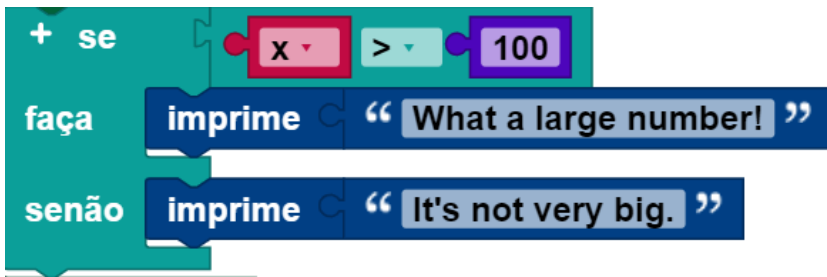 + se x > 100
faça imprime “ What a large number! ”
senão imprime “ It's not very big. ”